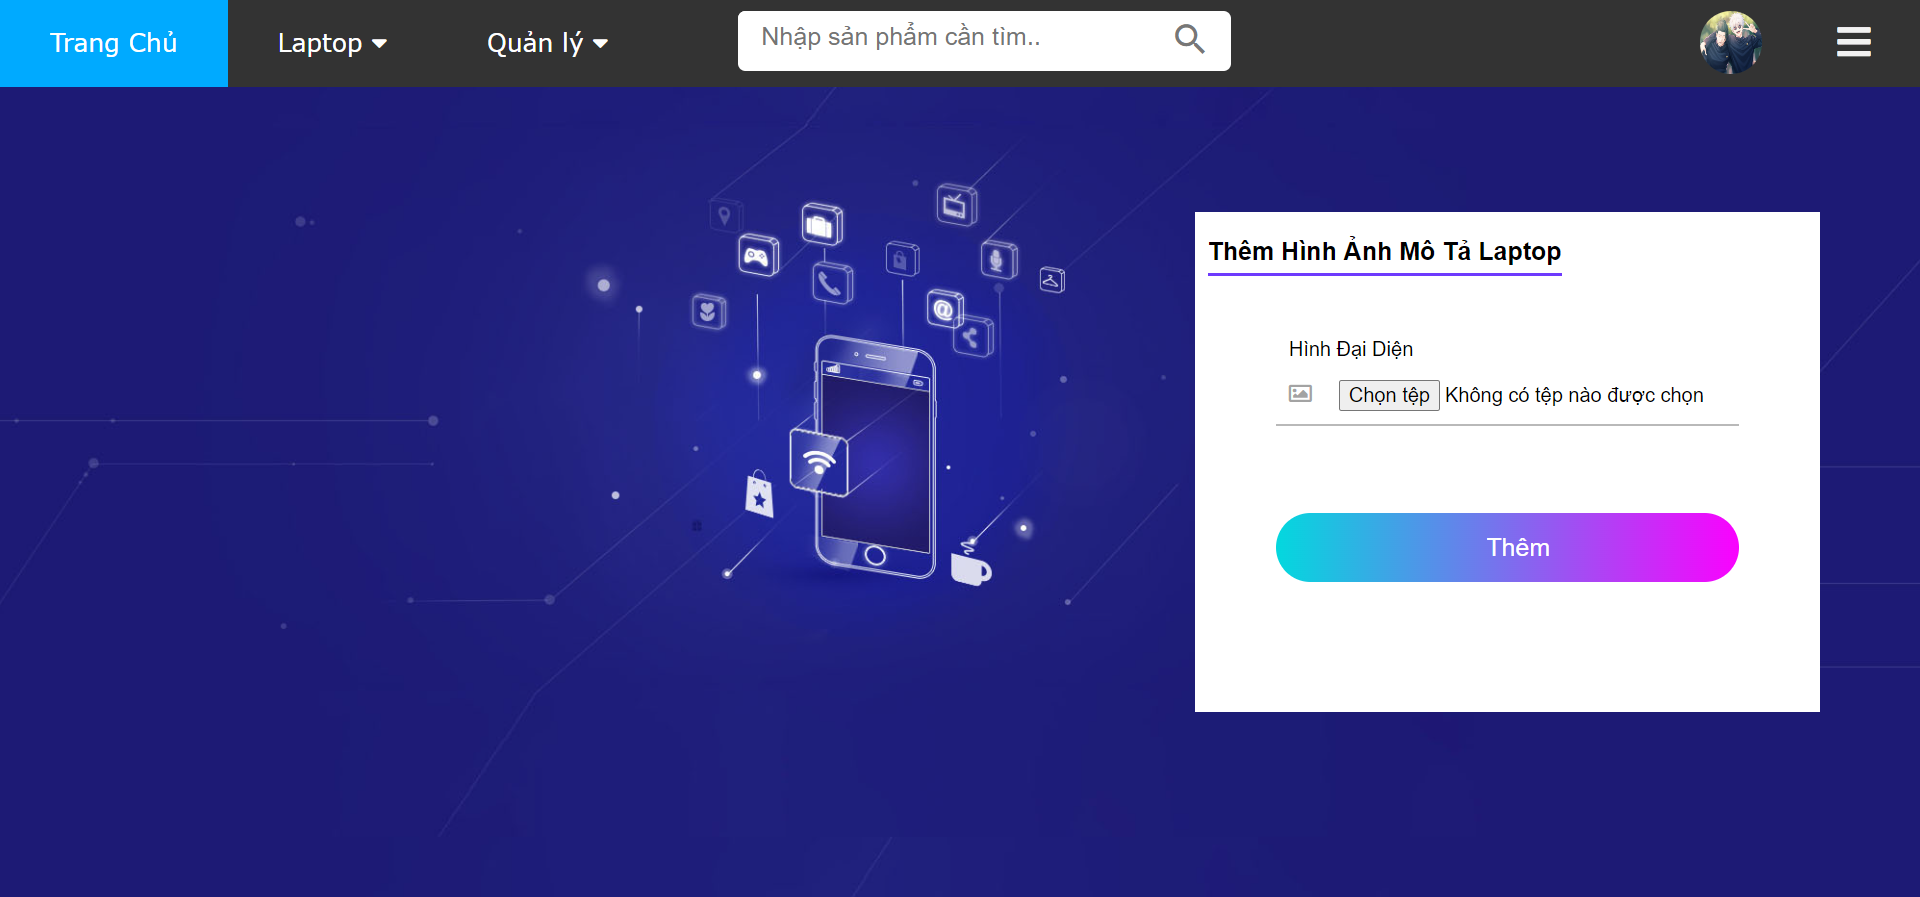 Trang Chủ
Laptop
Quản lý
Nhập sản phẩm cần tìm..
Thêm Hình Ảnh Mô Tả Laptop
Hình Đại Diện
Chọn tệp Không có tệp nào được chọn
Thêm